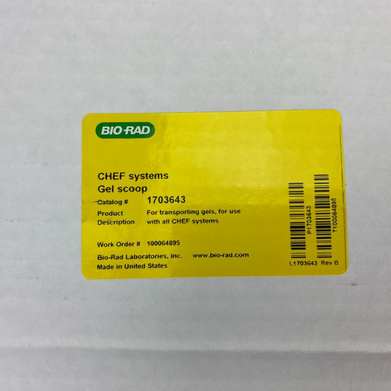 BIO-RAD
CHEF systems
Gel scoop
Catalog # 1703643
Product For transporting gels, for use
Description with all CHEF systems
Work Order # 100064895
Bio-Rad Laboratories, Inc. www.bio-rad.com
Made in United States
P1703643
T100064895
L1703643 Rev B